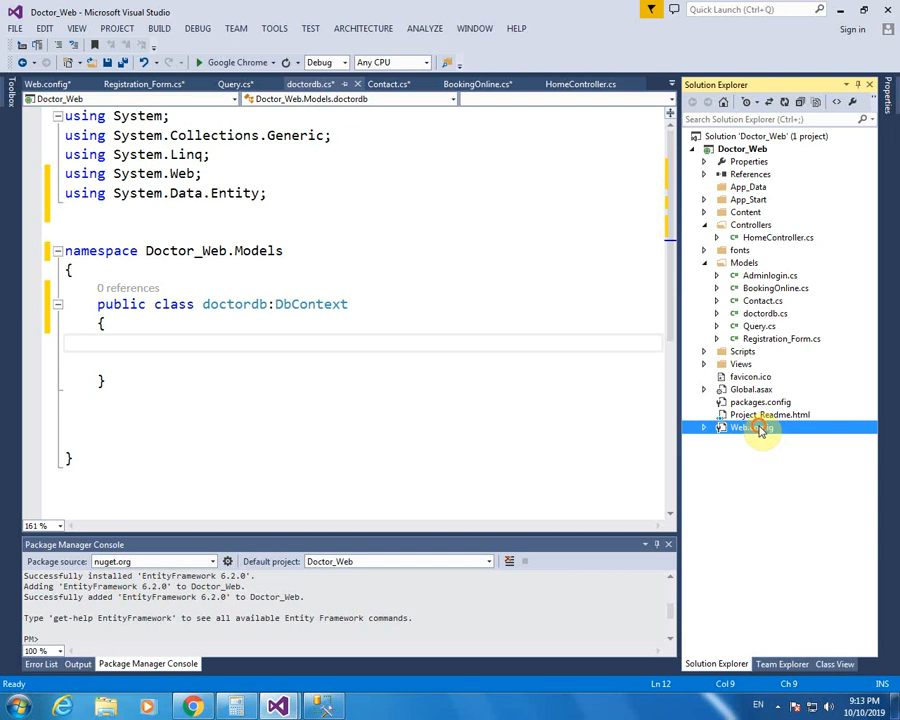 Doctor_Web - Microsoft Visual Studio
Quick Launch (Ctrl+;)
FILE EDIT VIEW PROJECT BUILD DEBUG TEAM TOOLS TEST ARCHITECTURE ANALYZE WINDOW HELP
Sign in
Google Chrome Debug Any CPU
Toolbox
Web.config* Registration_Form.cs* Query.cs* doctordb.cs* Contact.cs* BookingOnline.cs* HomeController.cs
Doctor_Web Doctor_Web.Models.doctordb
using System;
using System.Collections.Generic;
using System.Linq;
using System.Web;
using System.Data.Entity;
namespace Doctor_Web.Models
{
0 references
public class doctordb:DbContext
{
}
}
161 %
Package Manager Console
Package source: nuget.org Default project: Doctor_Web
Successfully installed 'EntityFramework 6.2.0'.
Adding 'EntityFramework 6.2.0' to Doctor_Web.
Successfully added 'EntityFramework 6.2.0' to Doctor_Web.
Type 'get-help EntityFramework' to see all available Entity Framework commands.
PM>
100 %
Error List Output Package Manager Console
Solution Explorer
Search Solution Explorer (Ctrl+;)
Solution 'Doctor_Web' (1 project)
Doctor_Web
Properties
References
App_Data
App_Start
Content
Controllers
HomeController.cs
fonts
Models
Adminlogin.cs
BookingOnline.cs
Contact.cs
doctordb.cs
Query.cs
Registration_Form.cs
Scripts
Views
favicon.ico
Global.asax
packages.config
Project_Readme.html
Web.config
Solution Explorer Team Explorer Class View
Properties
Ready Ln 12 Col 9 Ch 9 INS
EN 9:13 PM
10/10/2019